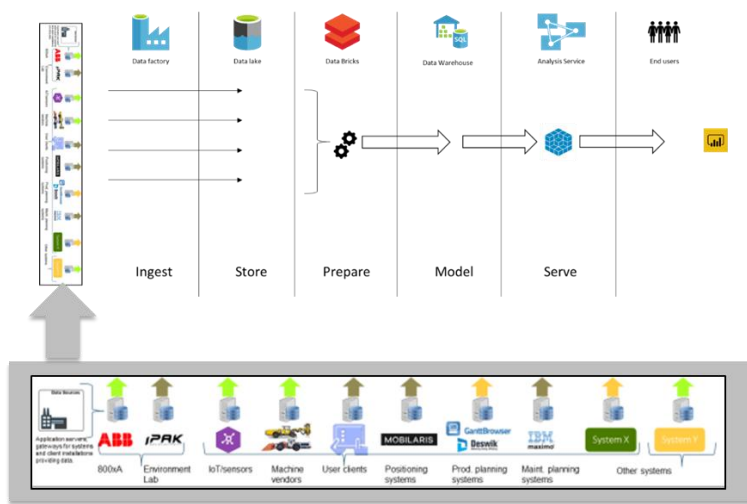 Data factory
Data lake
Data Bricks
Data Warehouse
SQL
Analysis Service
End users
Ingest
Store
Prepare
Model
Serve
Data Sources
Application servers,
gateways for systems
and client installations
providing data.
ABB
iPAK
MOBILARIS
GanttBrowser
Deswik
IBM
maximo
System X
System Y
800xA
Environment
Lab
IoT/sensors
Machine
vendors
User clients
Positioning
systems
Prod. planning
systems
Maint. planning
systems
Other systems